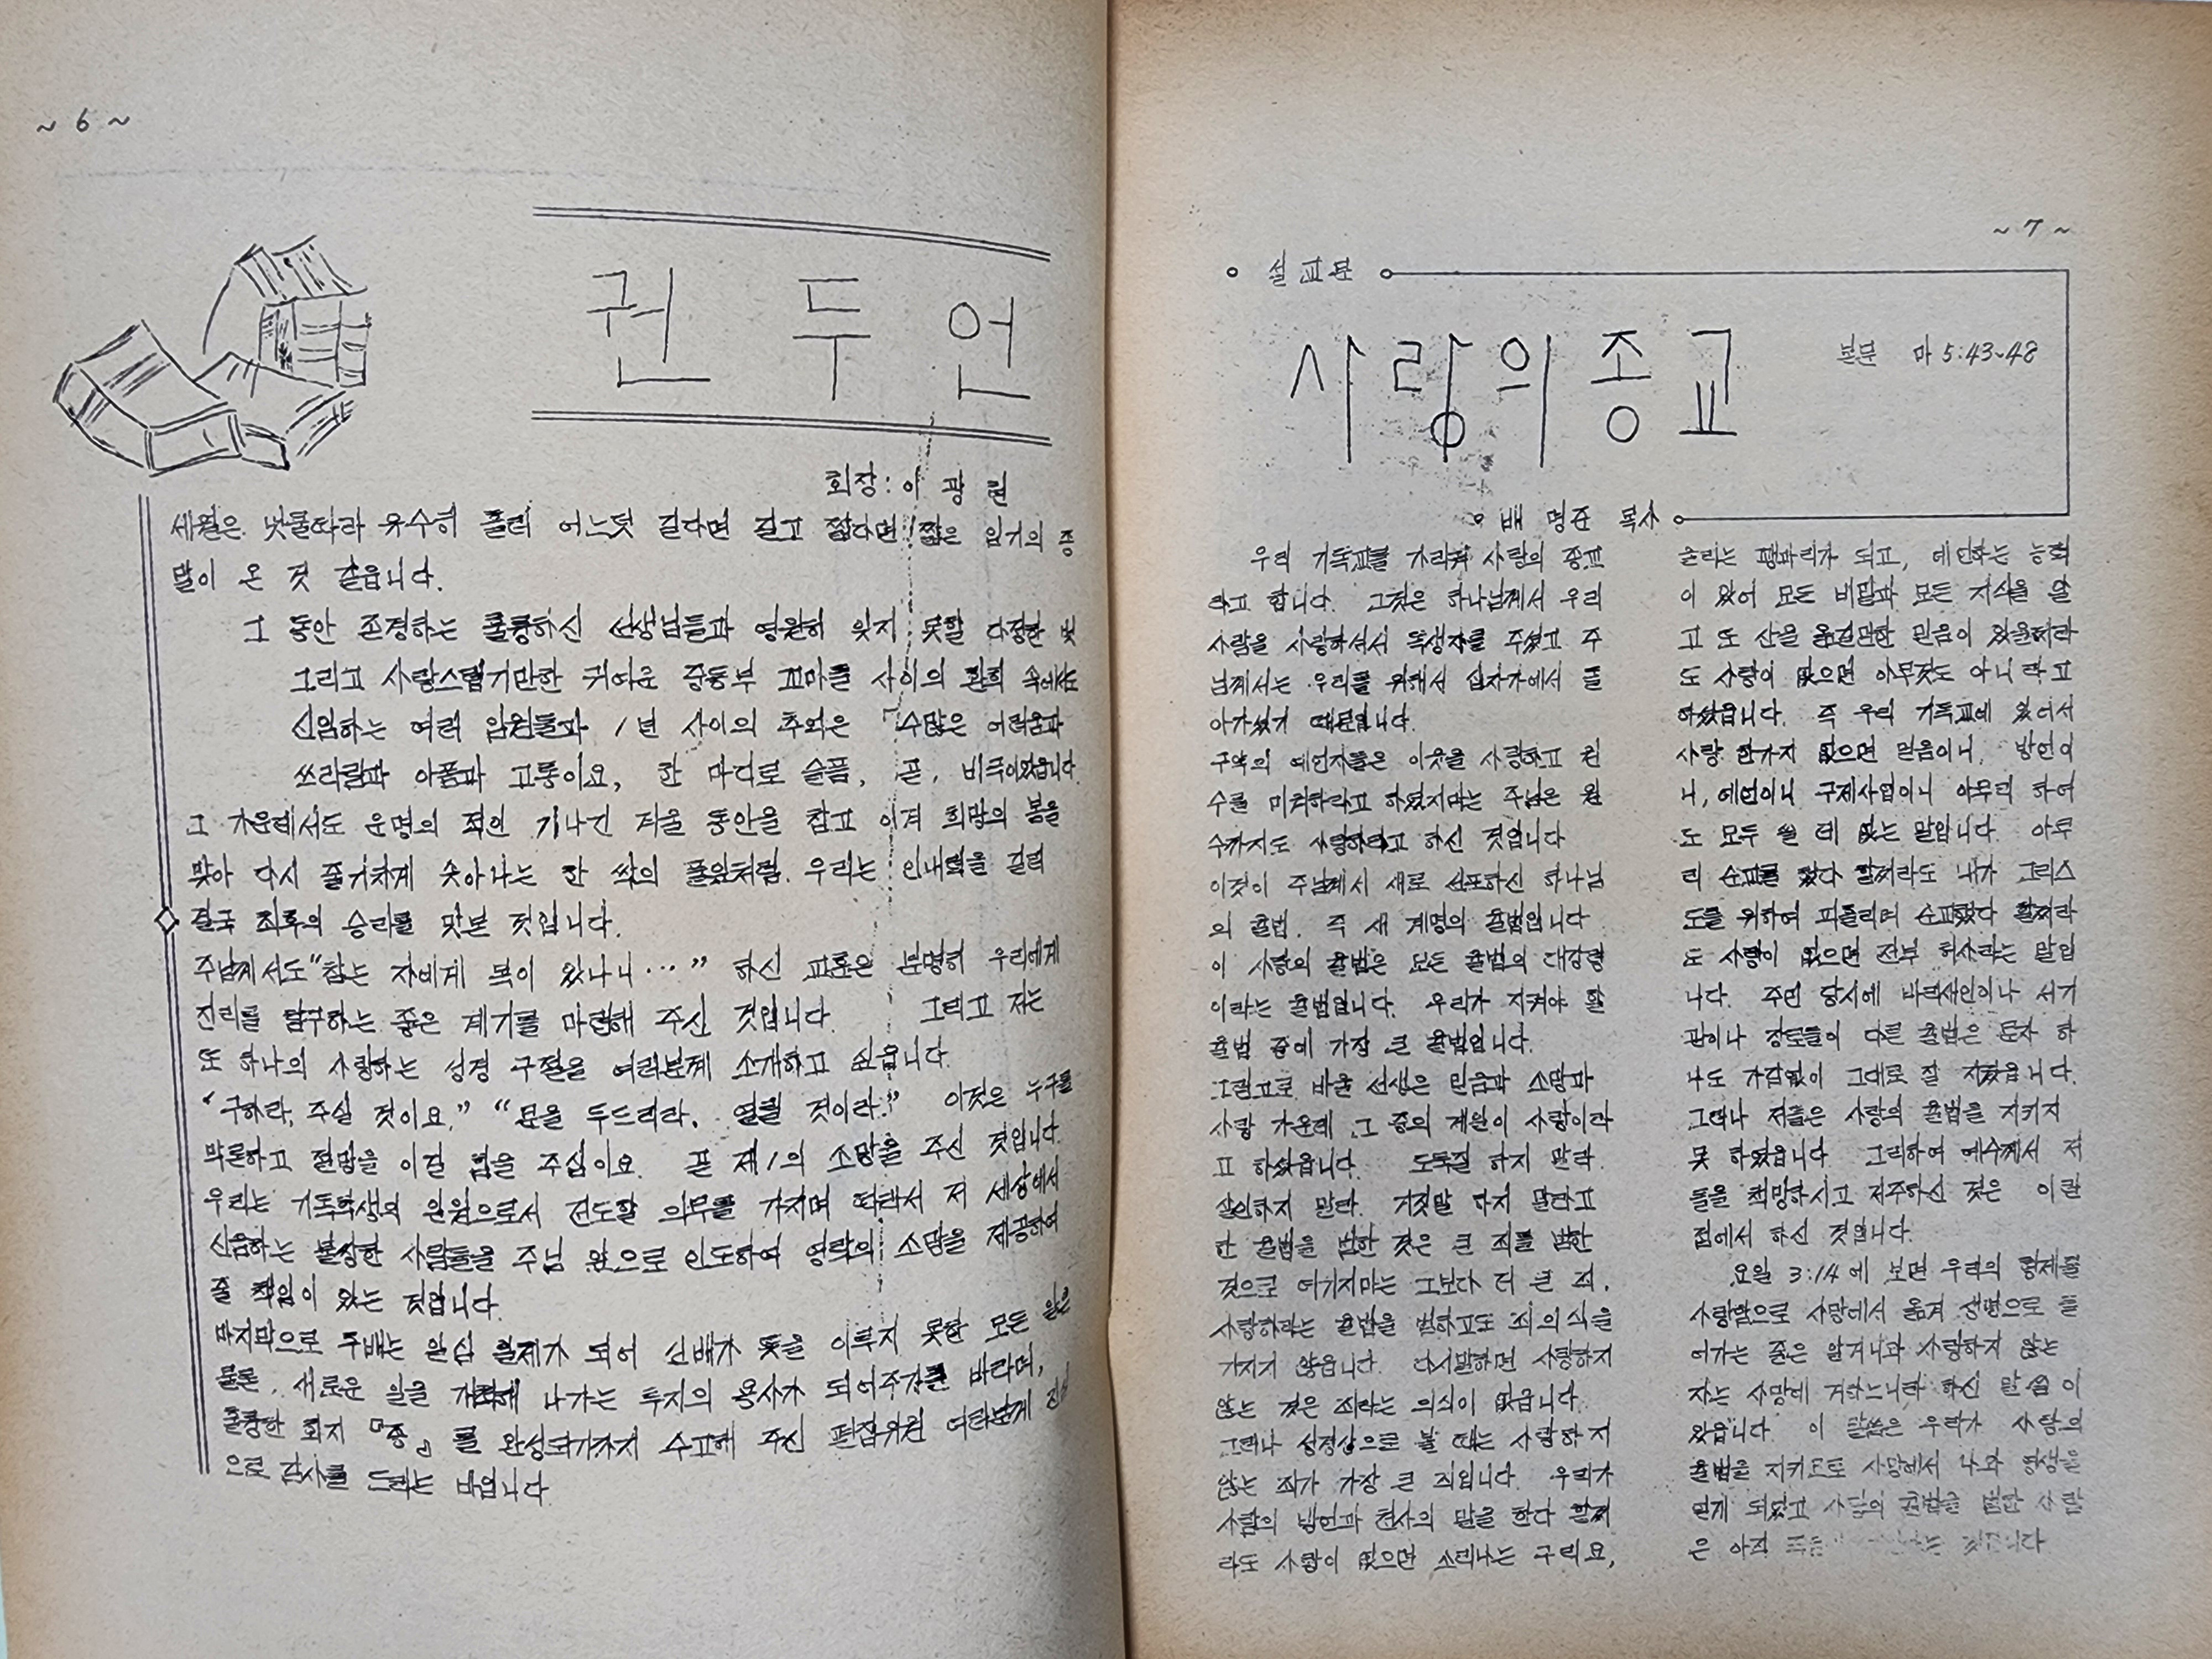 ~ 6 ~
권 두 언
회장: 이 광 린
세월은 냇물따라 유수히 흘러 어느덧 길다면 길고 짧다면 짧은 임기의 종
말이 온 것 같읍니다.
그 동안 존경하는 훌륭하신 선생님들과 영원히 잊지 못할 다정한 벗
그리고 사랑스럽기만한 귀여운 중등부 꼬마들 사이의 환희 속에서도
신임하는 여러 임원들과 1년 사이의 추억은 수많은 어려움과
쓰라림과 아픔과 고통이요, 한 마디로 슬픔, 곧, 비극이었읍니다.
그 가운데서도 운명의 적인 기나긴 겨울 동안을 참고 이겨 희망의 봄을
맞아 다시 줄거차게 솟아나는 한 싹의 풀잎처럼. 우리는 인내력을 길러
결국 최후의 승리를 맛본 것입니다.
주님께서도 "참는 자에게 복이 있나니…" 하신 교훈은 분명히 우리에게
진리를 탐구하는 좋은 계기를 마련해 주신 것입니다. 그리고 저는
또 하나의 사랑하는 성경 구절을 여러분께 소개하고 싶읍니다.
"구하라, 주실 것이요." "문을 두드리라. 열릴 것이라." 이것은 누구를
막론하고 절망을 이길 힘을 주십이요. 곧 제1의 소망을 주신 것입니다.
우리는 기독학생의 일원으로서 전도할 의무를 가지며 따라서 저 세상에서
신음하는 불쌍한 사람들을 주님 앞으로 인도하여 영락의 소망을 제공하여
줄 책임이 있는 것입니다.
마지막으로 후배는 일심 일체가 되어 선배가 뜻을 이루지 못한 모든 일은
물론, 새로운 일을 개척해 나가는 투지의 용사가 되어주기를 바라며,
훌륭한 회지 『종』를 완성되기까지 수고해 주신 편집위원 여러분께 진심
으로 감사를 드리는 바입니다
~ 7 ~
설교문
사랑의종교
본문 마 5:43~48
배 명준 목사
우리 기독교를 가리켜 사랑의 종교
라고 합니다. 그것은 하나님께서 우리
사람을 사랑하셔서 독생자를 주셨고 주
님께서는 우리를 위해서 십자가에서 돌
아가셨기 때문입니다.
구약의 예언자들은 이웃을 사랑하고 원
수를 미워하라고 하였지마는 주님은 원
수까지도 사랑하라고 하신 것입니다
이것이 주님께서 새로 선포하신 하나님
의 율법. 즉 새 계명의 율법입니다
이 사랑의 율법은 모든 율법의 대강령
이라는 율법입니다. 우리가 지켜야 할
율법 중에 가장 큰 율법입니다.
그럼고로 바울 선생은 믿음과 소망과
사랑 가운데 그 중의 제일이 사랑이라
고 하셨읍니다. 도독질 하지 말라.
살인하지 말라. 거짓말 하지 말라고
한 율법을 범한 것은 큰 죄를 범한
것으로 여기지마는 그보다 더 큰 죄.
사랑하라는 율법을 범하고도 죄의식을
가지지 않읍니다. 다시말하면 사랑하지
않는 것은 죄라는 의식이 없읍니다.
그러나 성경상으로 볼 때는 사랑하지
않는 죄가 가장 큰 죄입니다. 우리가
사람의 방언과 천사의 말을 한다 할지
라도 사랑이 없으면 소리나는 구리요,
울리는 꽹과리가 되고, 예언하는 능력
이 있어 모든 비밀과 모든 지식을 알
고 또 산을 옮길만한 믿음이 있을지라
도 사랑이 없으면 아무것도 아니라고
하셨읍니다. 즉 우리 기독교에 있어서
사랑 한가지 없으면 믿음이니, 방언이
니, 예언이니 구제사업이니 아무리 하여
도 모두 쓸 데 없는 말입니다. 아무
리 순교를 했다 할찌라도 내가 그리스
도를 위하여 피흘리며 순교했다 할찌라
도 사랑이 없으면 전부 허사라는 말입
니다. 주린 당시에 바리새인이나 서기
관이나 장로들이 다른 율법은 문자 하
나도 가감없이 그대로 잘 지켰읍니다.
그러나 저들은 사랑의 율법을 지키지
못 하였읍니다. 그리하여 예수께서 저
들을 책망하시고 저주하신 것은 이런
점에서 하신 것입니다.
요일 3:14에 보면 우리의 형제를
사랑함으로 사망에서 옮겨 생명으로 들
어가는 줄은 알거니와 사랑하지 않는
자는 사망에 거하느니라 하신 말씀이
있읍니다. 이 말씀은 우리가 사랑의
율법을 지키므로 사망에서 나와 영생을
얻게 되었고 사랑의 율법을 범한 사람
은 아직